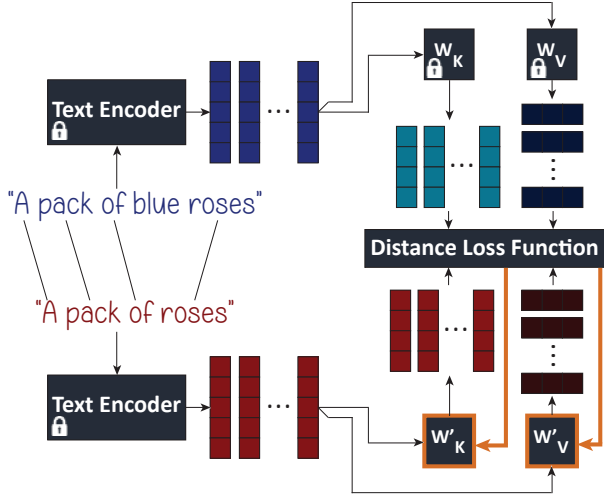 W_K
W_V
Text Encoder
...
"A pack of blue roses"
...
Distance Loss Function
"A pack of roses"
...
Text Encoder
...
W'_K
W'_V